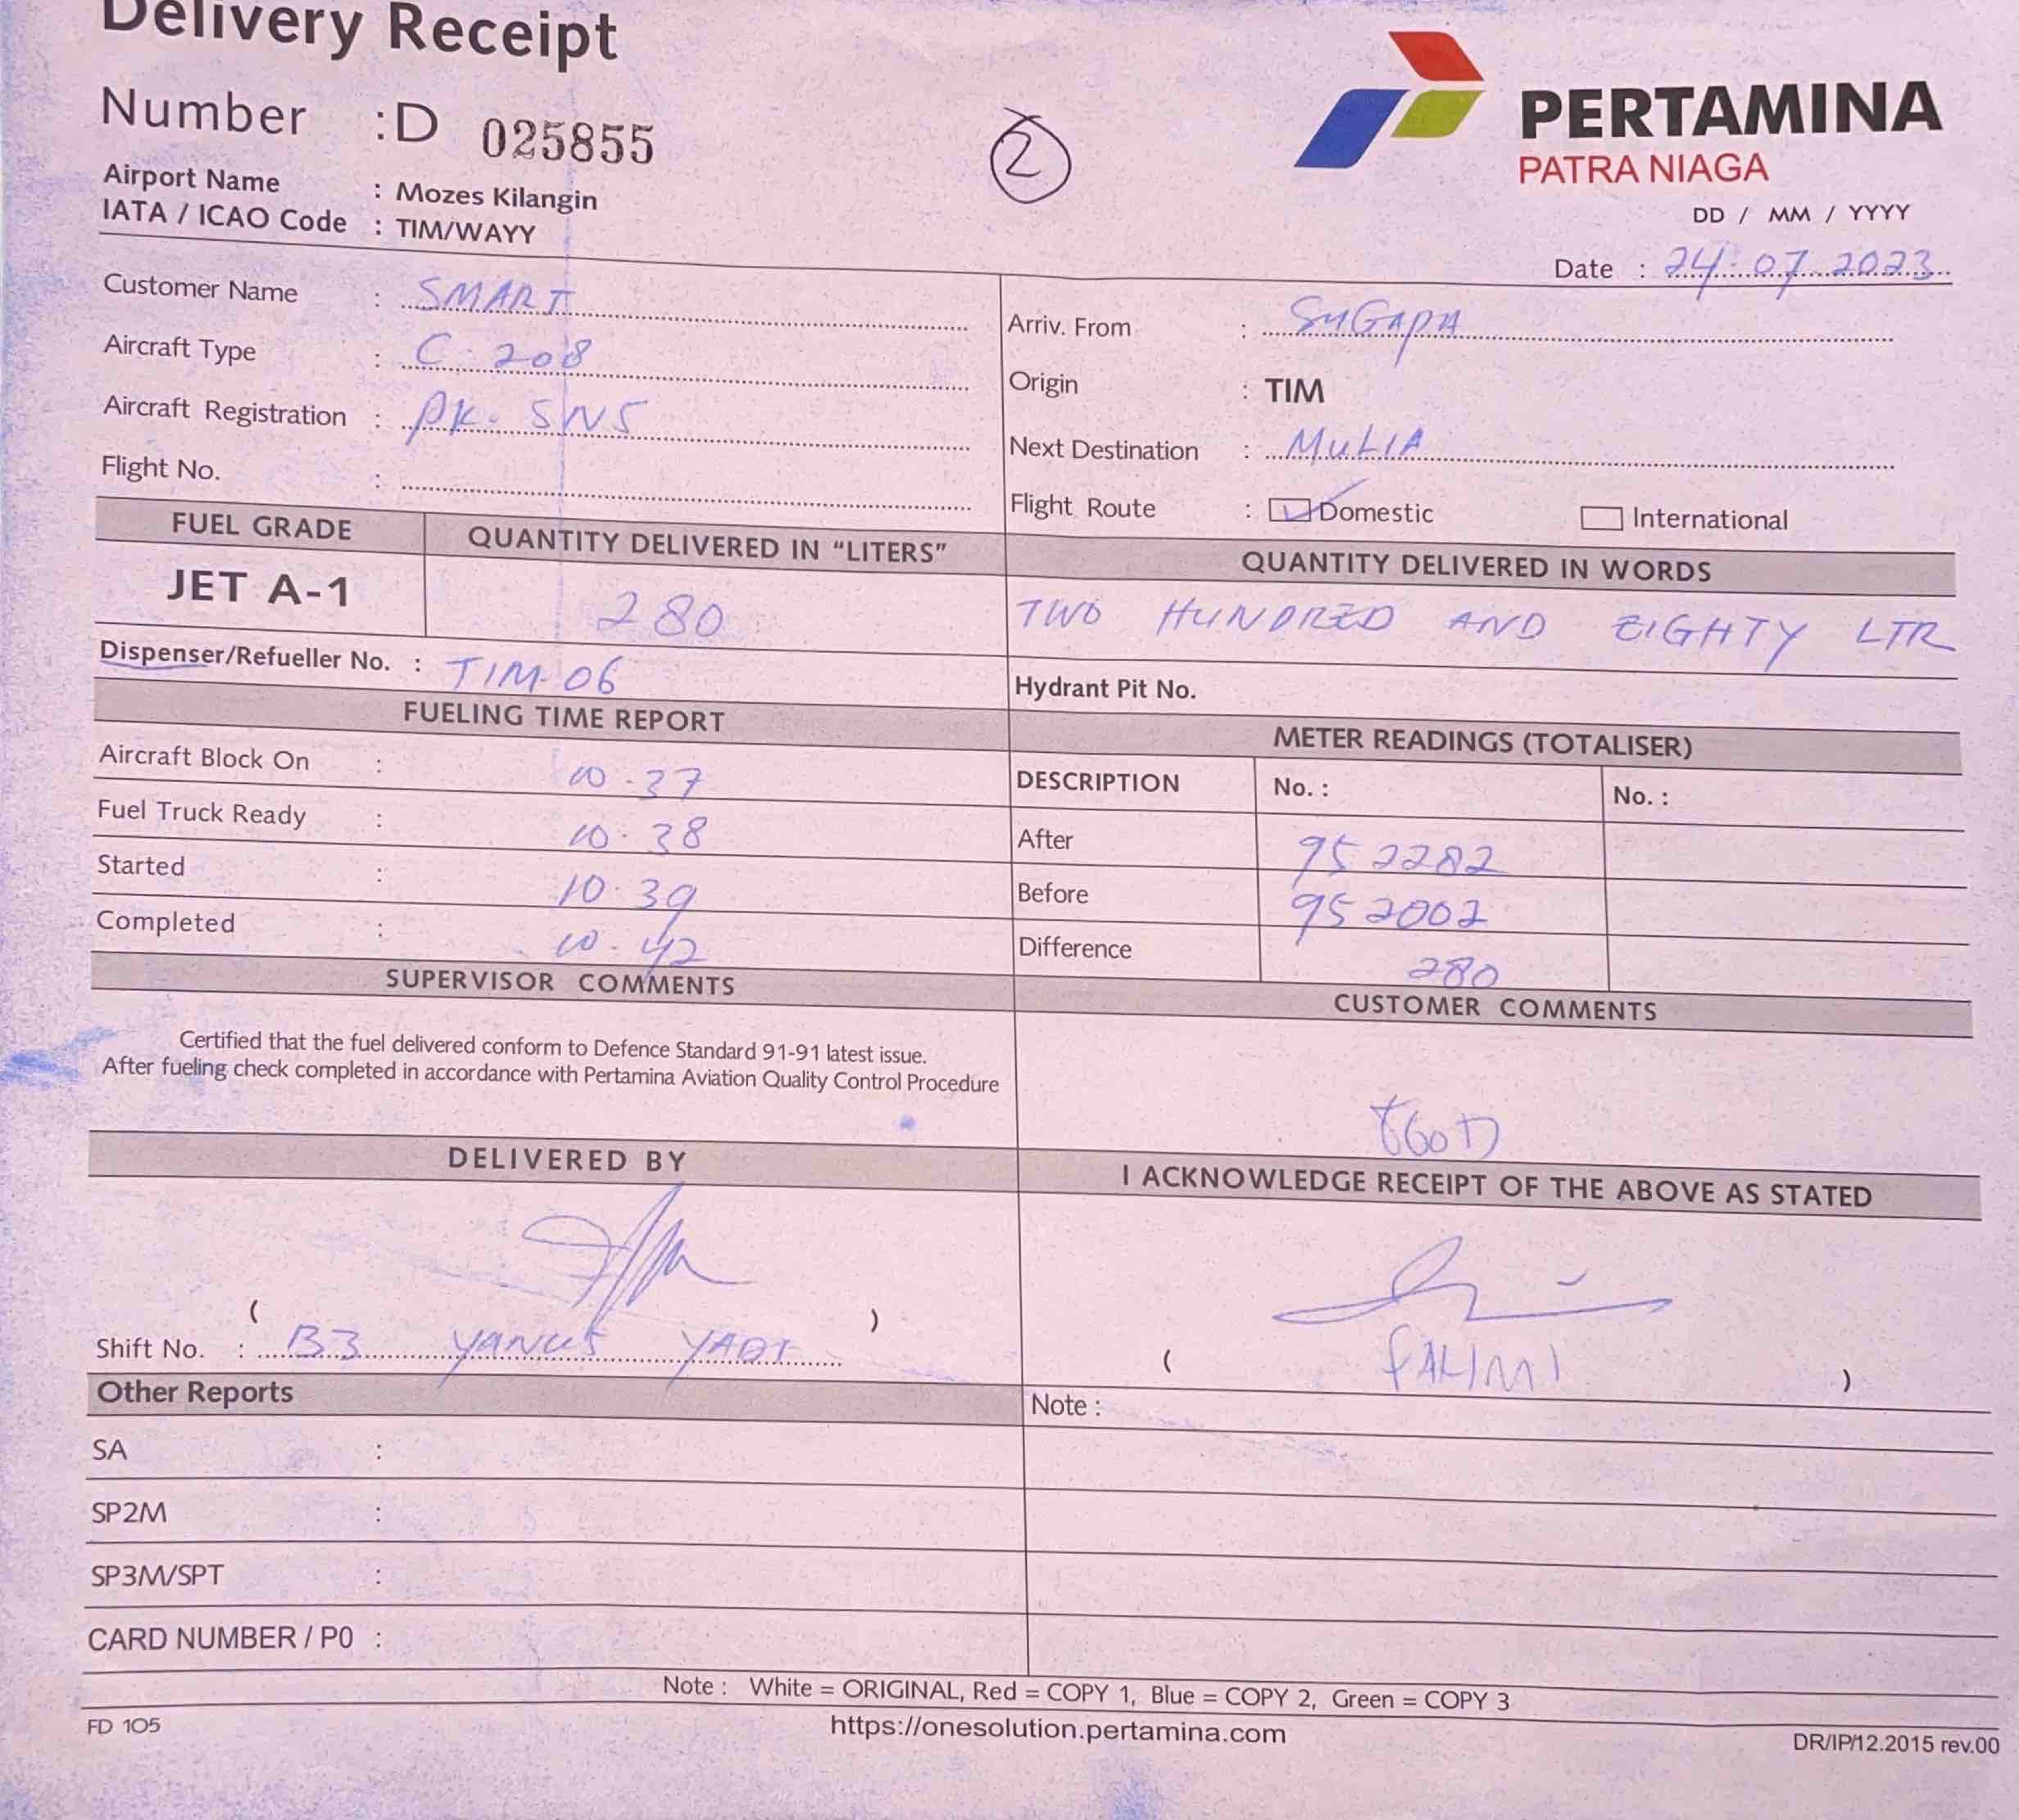 Delivery Receipt
Number : D 025855
2
PERTAMINA
PATRA NIAGA
Airport Name : Mozes Kilangin
IATA / ICAO Code : TIM/WAYY
DD / MM / YYYY
Date : 24-07-2023
Customer Name : SMART
Aircraft Type : C-208
Aircraft Registration : PK-SNS
Flight No. :
Arriv. From : SUGAPA
Origin : TIM
Next Destination : MULIA
Flight Route : Domestic International
FUEL GRADE QUANTITY DELIVERED IN “LITERS” QUANTITY DELIVERED IN WORDS
JET A-1 280 TWO HUNDRED AND EIGHTY LTR
Dispenser/Refueller No. : TIM-06 Hydrant Pit No.
FUELING TIME REPORT
Aircraft Block On : 10.37
Fuel Truck Ready : 10.38
Started : 10.39
Completed : 10.42
METER READINGS (TOTALISER)
DESCRIPTION No. : No. :
After 952282
Before 952002
Difference 280
SUPERVISOR COMMENTS
Certified that the fuel delivered conform to Defence Standard 91-91 latest issue.
After fueling check completed in accordance with Pertamina Aviation Quality Control Procedure
CUSTOMER COMMENTS
DELIVERED BY
( )
Shift No. : B3 YANUS
I ACKNOWLEDGE RECEIPT OF THE ABOVE AS STATED
( )
Other Reports
SA :
SP2M :
SP3M/SPT :
CARD NUMBER / P0 :
Note :
Note : White = ORIGINAL, Red = COPY 1, Blue = COPY 2, Green = COPY 3
FD 105
https://onesolution.pertamina.com
DR/IP/12.2015 rev.00